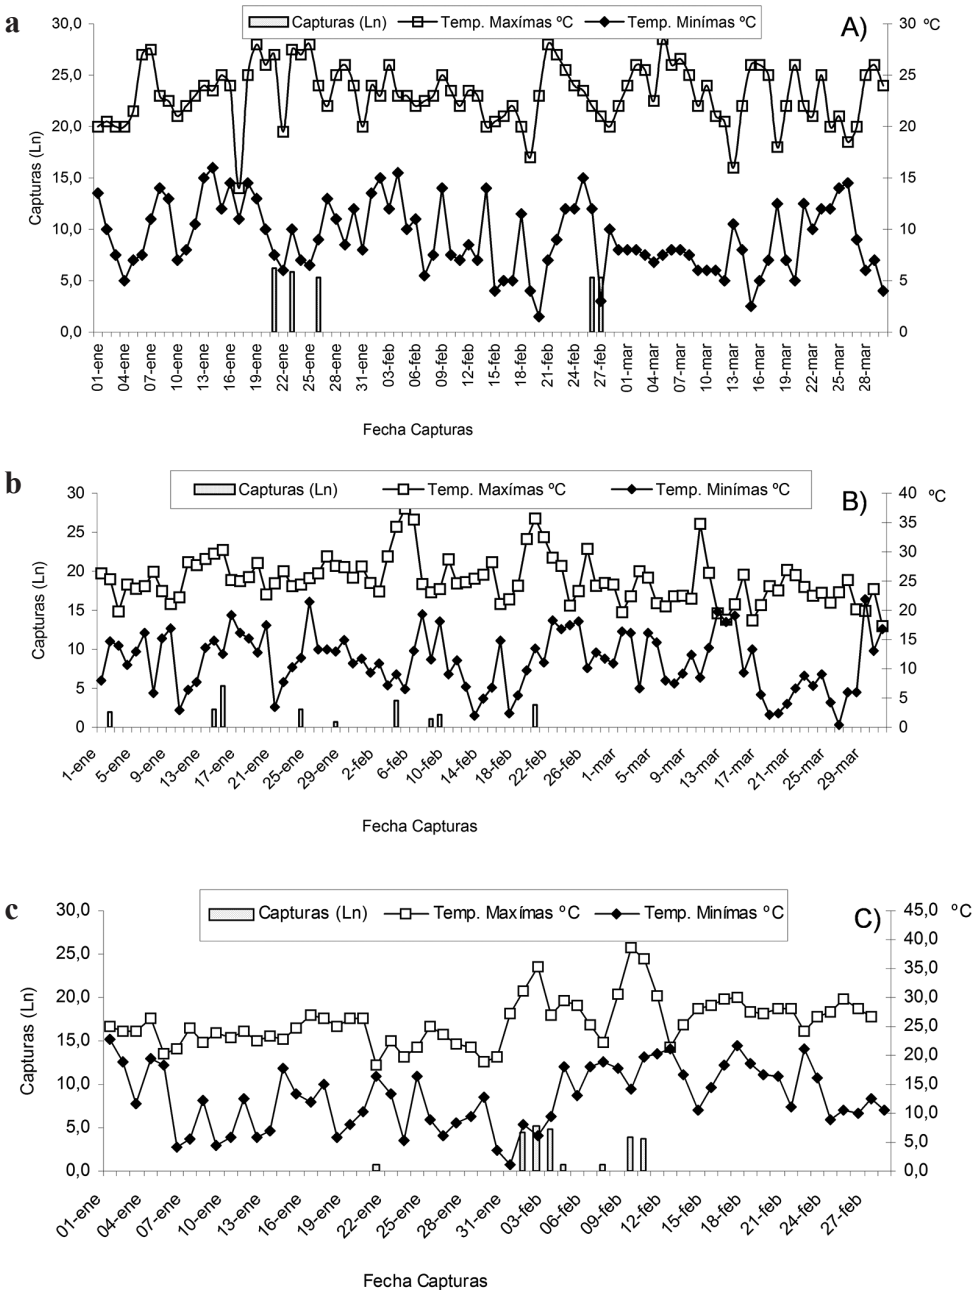 a
Capturas (Ln) Temp. Maxímas ºC Temp. Minímas ºC
A)
ºC
30,0 25,0 20,0 15,0 10,0 5,0 0,0
Capturas (Ln)
30 25 20 15 10 5 0
01-ene 04-ene 07-ene 10-ene 13-ene 16-ene 19-ene 22-ene 25-ene 28-ene 31-ene 03-feb 06-feb 09-feb 12-feb 15-feb 18-feb 21-feb 24-feb 27-feb 01-mar 04-mar 07-mar 10-mar 13-mar 16-mar 19-mar 22-mar 25-mar 28-mar
Fecha Capturas
b
Capturas (Ln) Temp. Maxímas ºC Temp. Minímas ºC
B)
ºC
30 25 20 15 10 5 0
Capturas (Ln)
40 35 30 25 20 15 10 5 0
1-ene 5-ene 9-ene 13-ene 17-ene 21-ene 25-ene 29-ene 2-feb 6-feb 10-feb 14-feb 18-feb 22-feb 26-feb 1-mar 5-mar 9-mar 13-mar 17-mar 21-mar 25-mar 29-mar
Fecha Capturas
c
Capturas (Ln) Temp. Maxímas ºC Temp. Minímas ºC
C)
ºC
30,0 25,0 20,0 15,0 10,0 5,0 0,0
Capturas (Ln)
45,0 40,0 35,0 30,0 25,0 20,0 15,0 10,0 5,0 0,0
01-ene 04-ene 07-ene 10-ene 13-ene 16-ene 19-ene 22-ene 25-ene 28-ene 31-ene 03-feb 06-feb 09-feb 12-feb 15-feb 18-feb 21-feb 24-feb 27-feb
Fecha Capturas